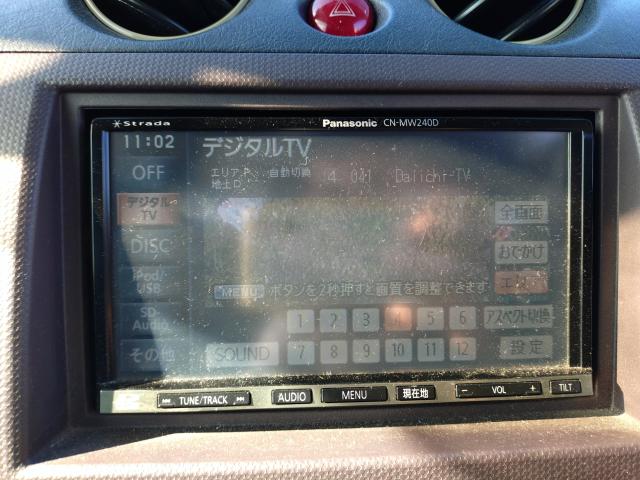 Strada Panasonic CN-MW240D
11:02 デジタルTV
OFF エリアP 自動切換 4 041 Daiichi-TV
地上D
デジタル
TV
全画面
DISC おでかけ
iPod/
USB
MENU ボタンを2秒押すと画質を調整できます
SD-
Audio
1 2 3 4 5 6 アスペクト切換
その他 SOUND 7 8 9 10 11 12 設定
TUNE/TRACK AUDIO MENU 現在地 - VOL + TILT